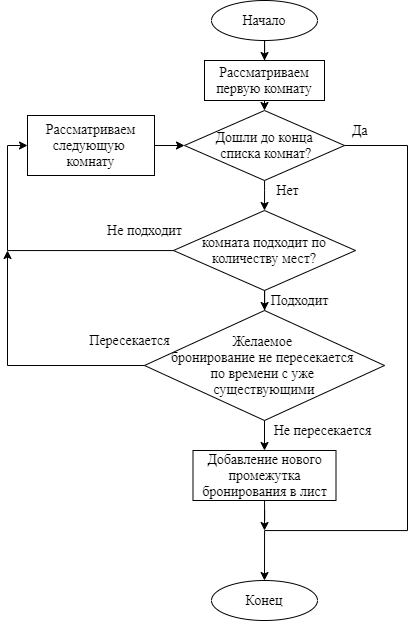 Начало
Рассматриваем
первую комнату
Рассматриваем
следующую
комнату
Дошли до конца
списка комнат?
Да
Нет
Не подходит
комната подходит по
количеству мест?
Подходит
Пересекается
Желаемое
бронирование не пересекается
по времени с уже
существующими
Не пересекается
Добавление нового
промежутка
бронирования в лист
Конец